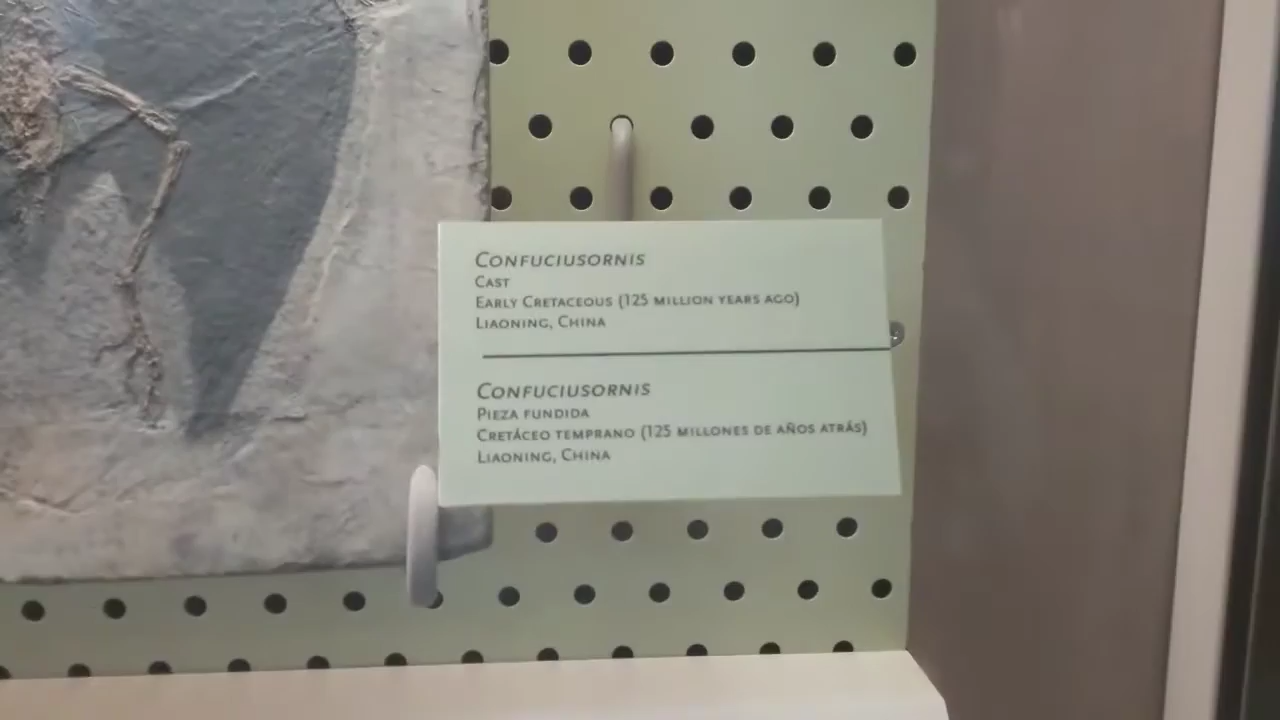 CONFUCIUSORNIS
CAST
EARLY CRETACEOUS (125 MILLION YEARS AGO)
LIAONING, CHINA
CONFUCIUSORNIS
PIEZA FUNDIDA
CRETÁCEO TEMPRANO (125 MILLONES DE AÑOS ATRÁS)
LIAONING, CHINA